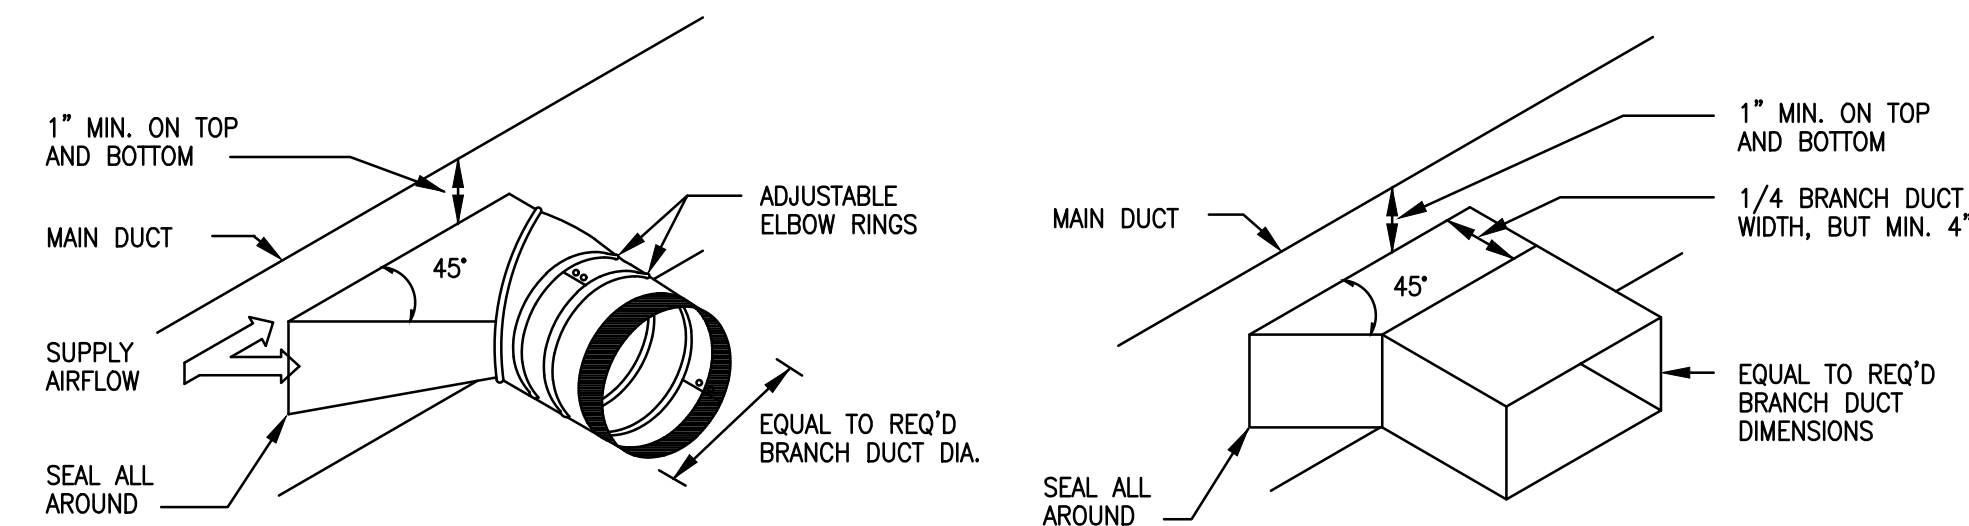 1" MIN. ON TOP
AND BOTTOM
MAIN DUCT
45°
ADJUSTABLE
ELBOW RINGS
SUPPLY
AIRFLOW
SEAL ALL
AROUND
EQUAL TO REQ'D
BRANCH DUCT DIA.
1" MIN. ON TOP
AND BOTTOM
1/4 BRANCH DUCT
WIDTH, BUT MIN. 4"
MAIN DUCT
45°
EQUAL TO REQ'D
BRANCH DUCT
DIMENSIONS
SEAL ALL
AROUND